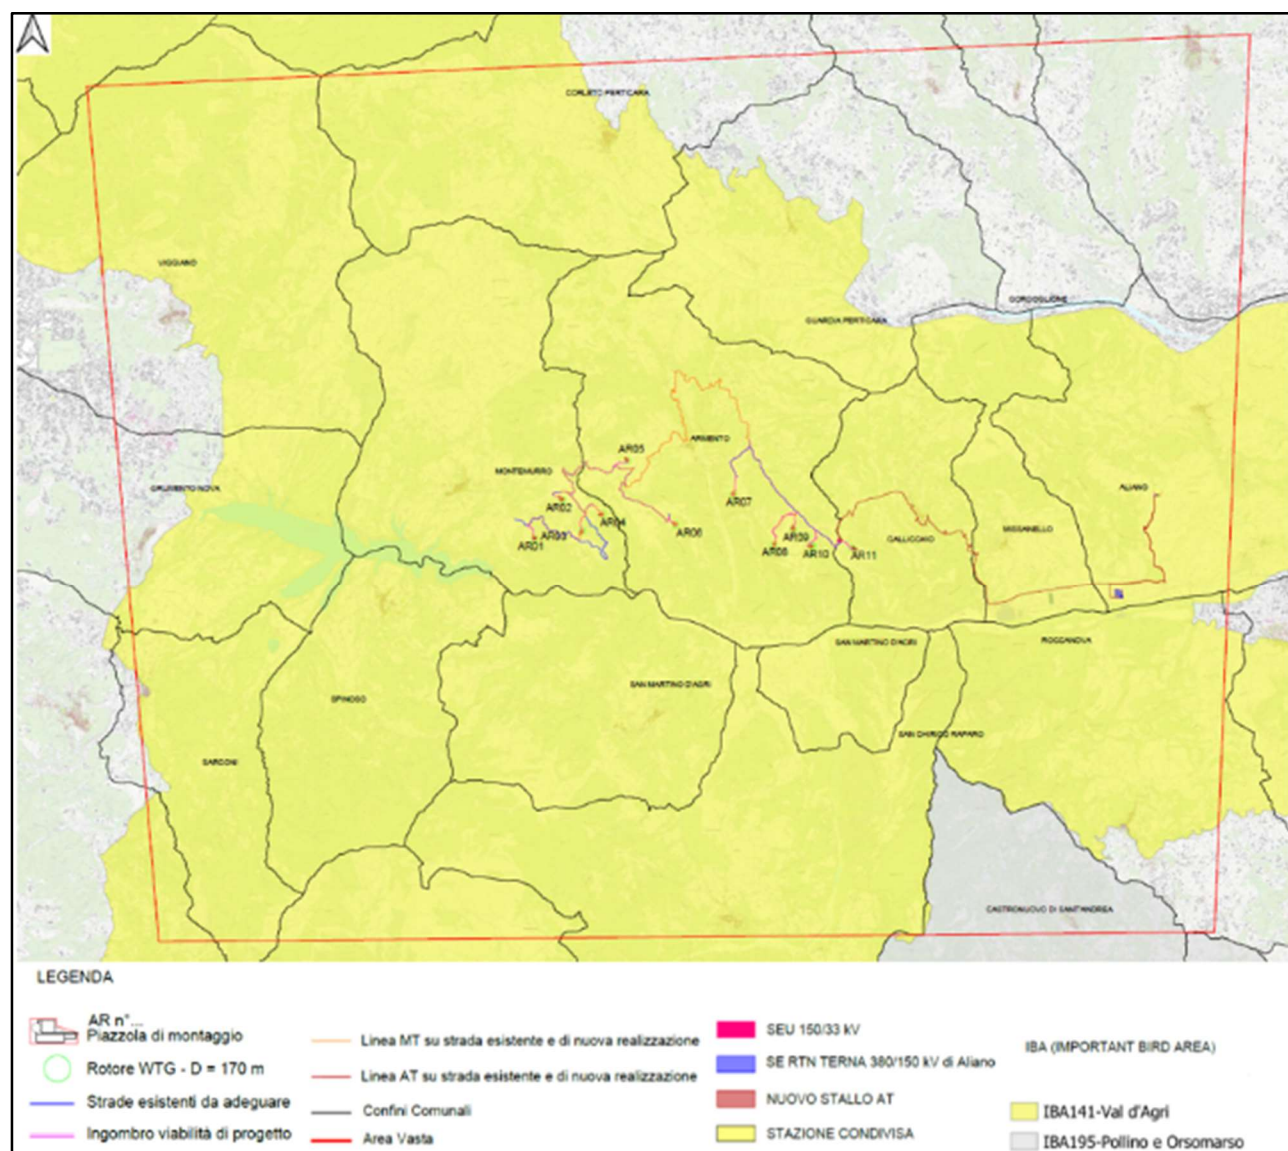 CORLETO PERTICARA
VIGGIANO
GORGOGLIONE
GUARDIA PERTICARA
ARMENTO
AR05
MONTEMURRO
GRUMENTO NOVA
AR07
ALIANO
AR02
AR04
AR06
AR03
AR01
AR09
AR08
AR10
AR11
GALLICCHIO
MISSANELLO
SAN MARTINO D'AGRI
ROCCANOVA
SPINOSO
SAN MARTINO D'AGRI
SAN CHIRICO RAPARO
SARCONI
CASTRONUOVO DI SANT'ANDREA
LEGENDA
AR n°...
Piazzola di montaggio
Rotore WTG - D = 170 m
Strade esistenti da adeguare
Ingombro viabilità di progetto
Linea MT su strada esistente e di nuova realizzazione
Linea AT su strada esistente e di nuova realizzazione
Confini Comunali
Area Vasta
SEU 150/33 kV
SE RTN TERNA 380/150 kV di Aliano
NUOVO STALLO AT
STAZIONE CONDIVISA
IBA (IMPORTANT BIRD AREA)
IBA141-Val d'Agri
IBA195-Pollino e Orsomarso